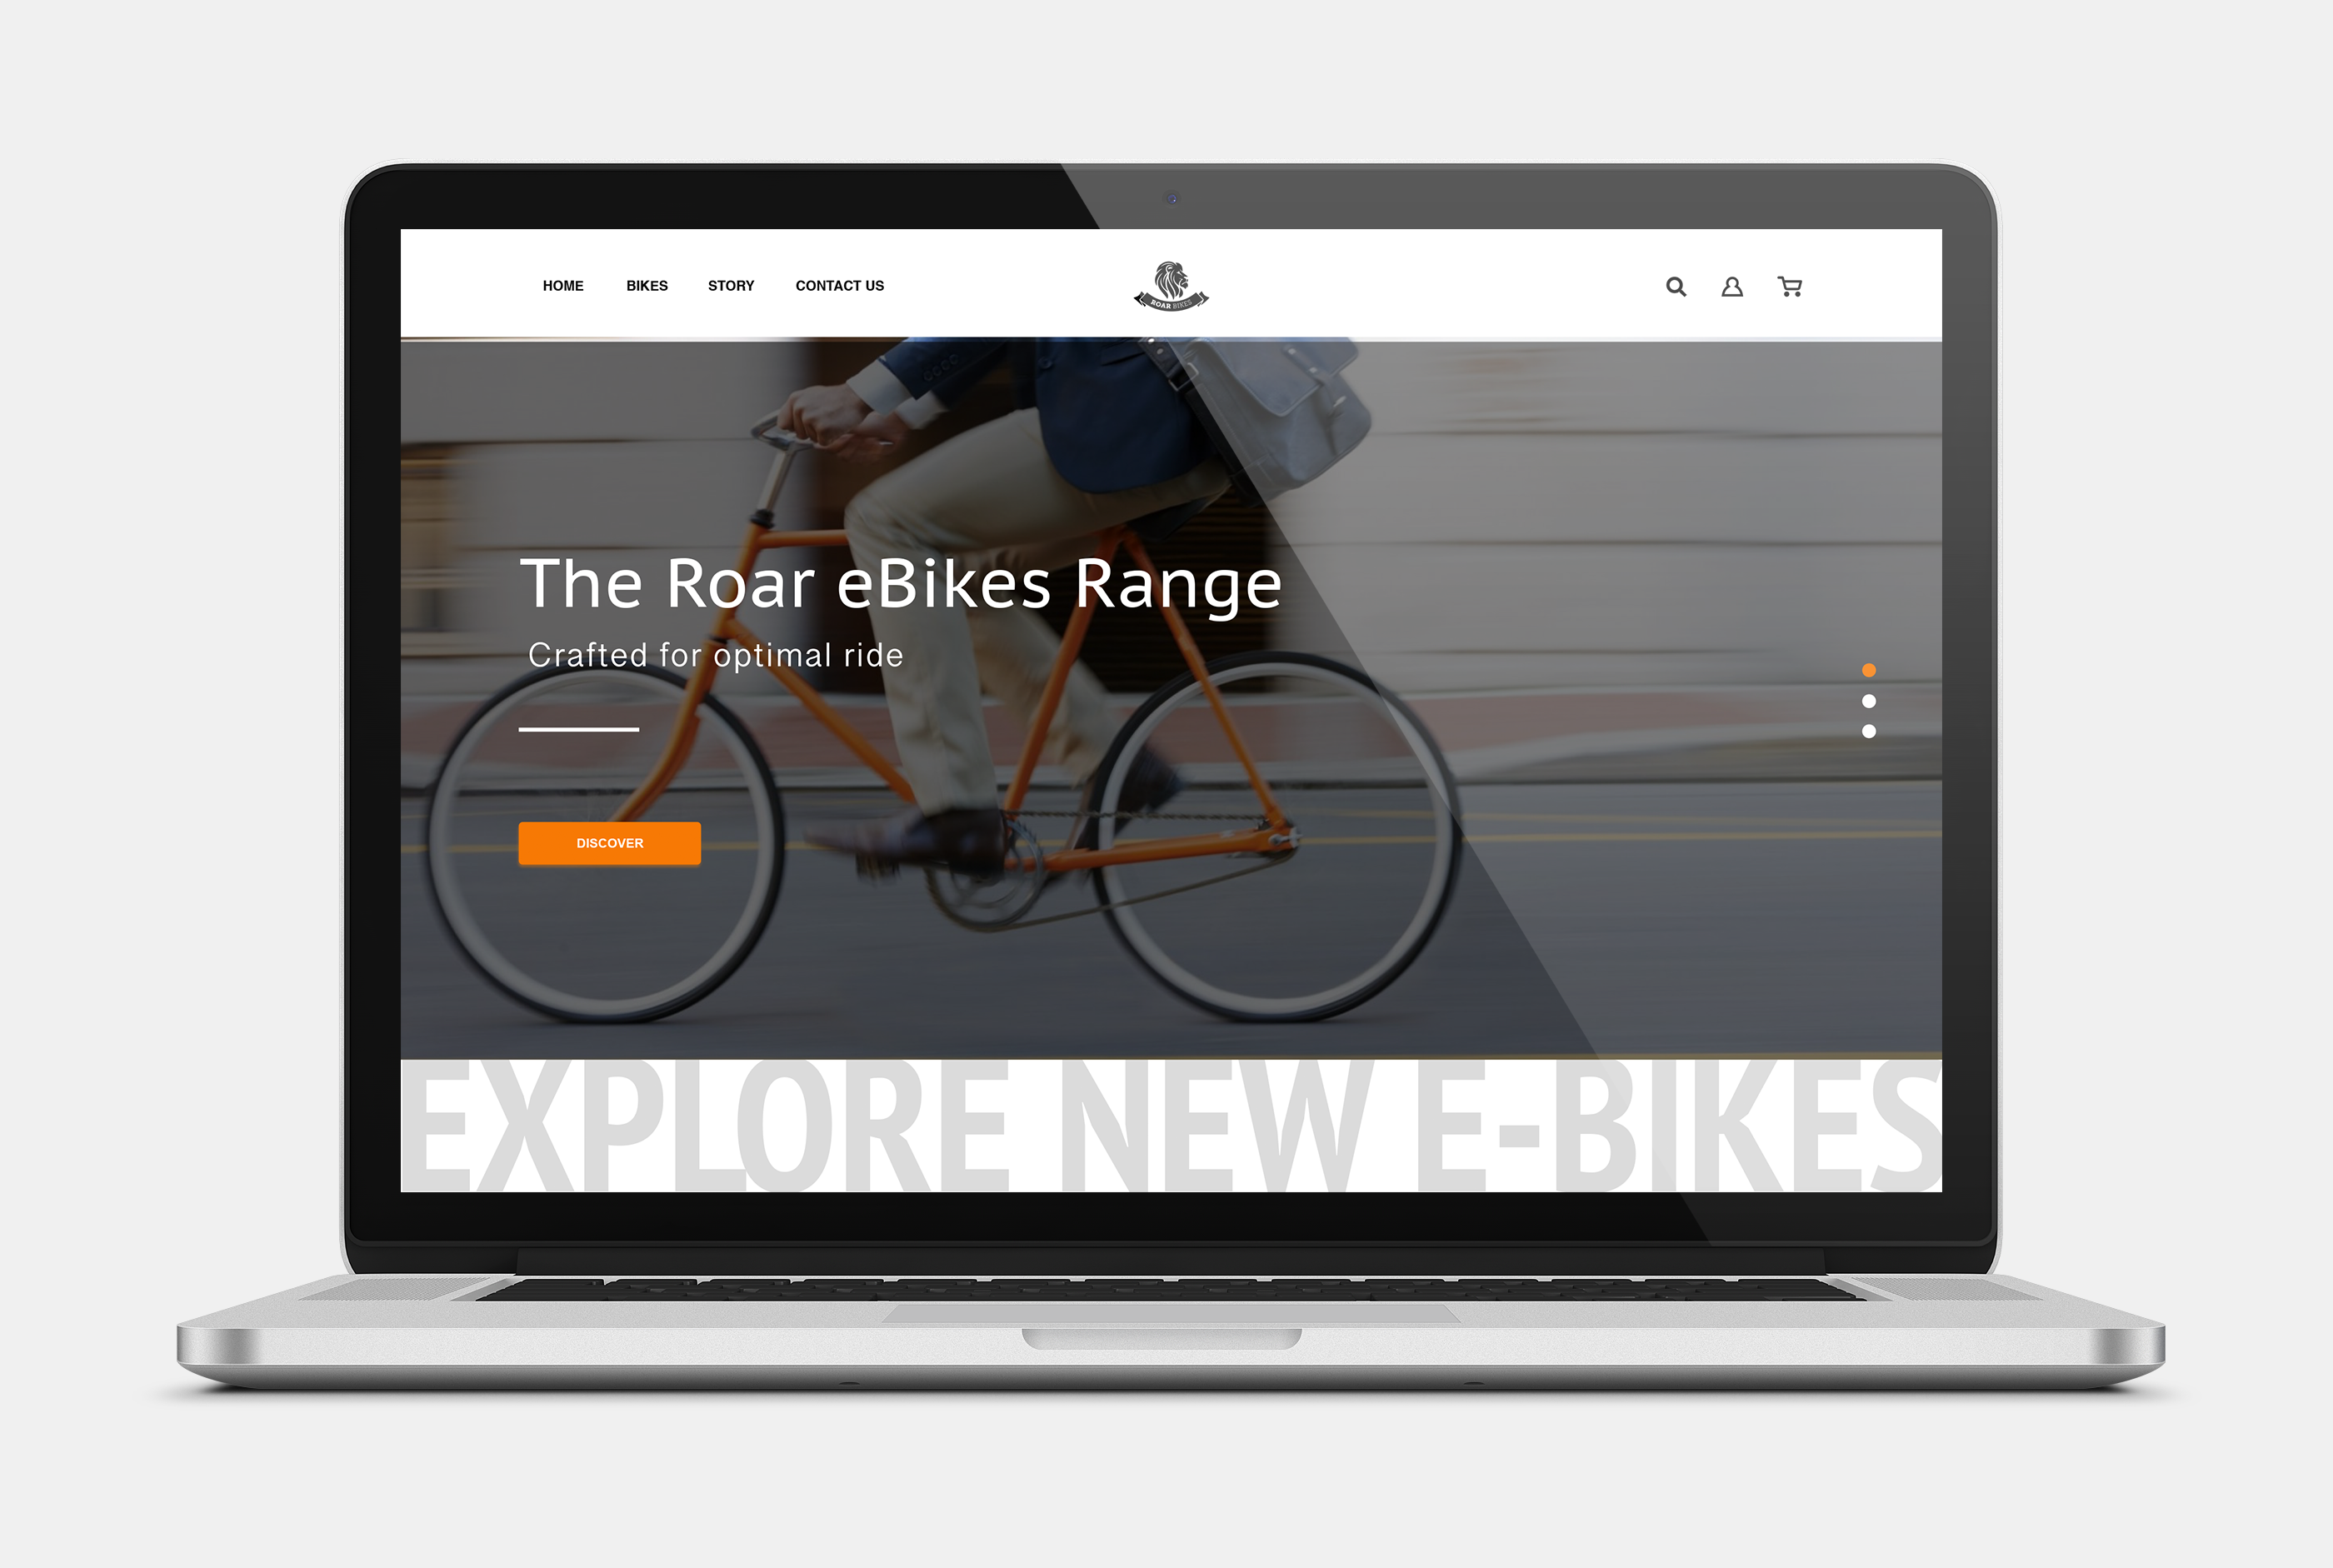 HOME BIKES STORY CONTACT US
ROAR BIKES
The Roar eBikes Range
Crafted for optimal ride
DISCOVER
EXPLORE NEW E-BIKES